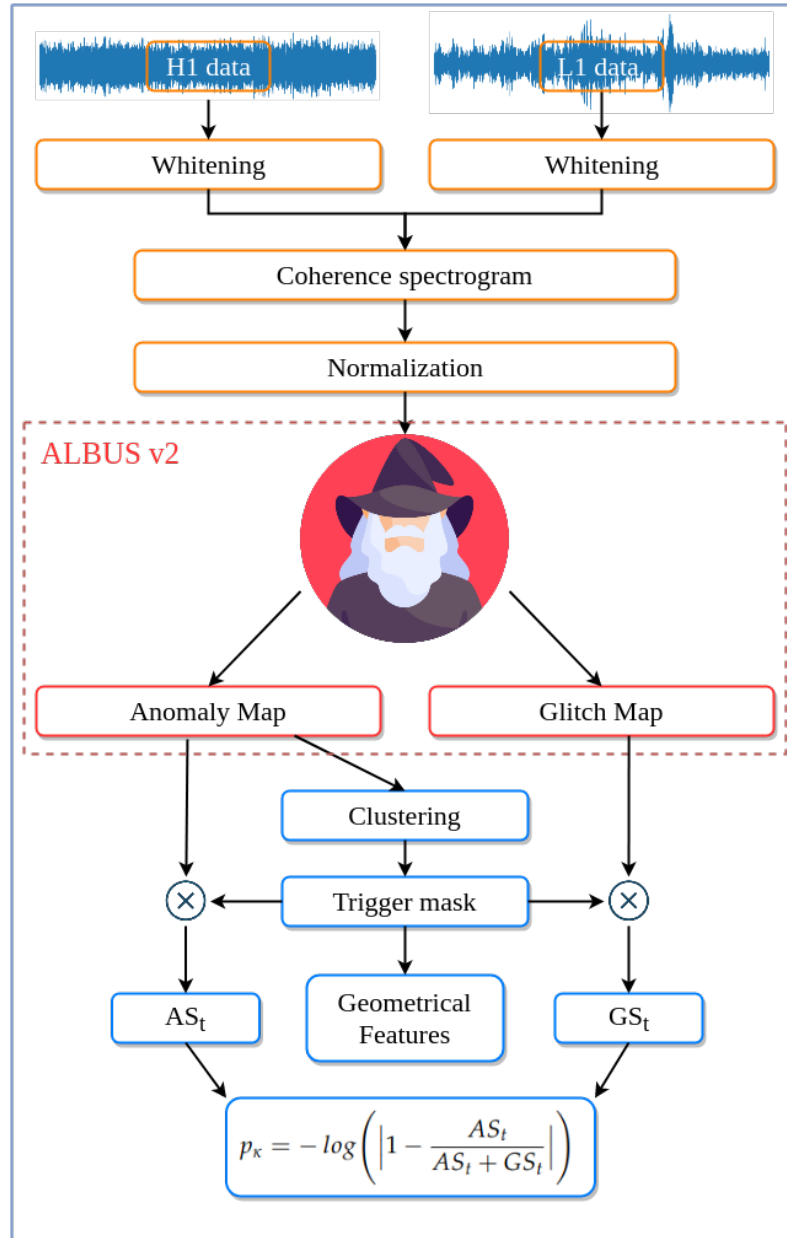 H1 data
L1 data
Whitening
Whitening
Coherence spectrogram
Normalization
ALBUS v2
Anomaly Map
Glitch Map
Clustering
Trigger mask
Geometrical
Features
AS_t
GS_t
p_κ = − log(|1 − AS_t / (AS_t + GS_t)|)